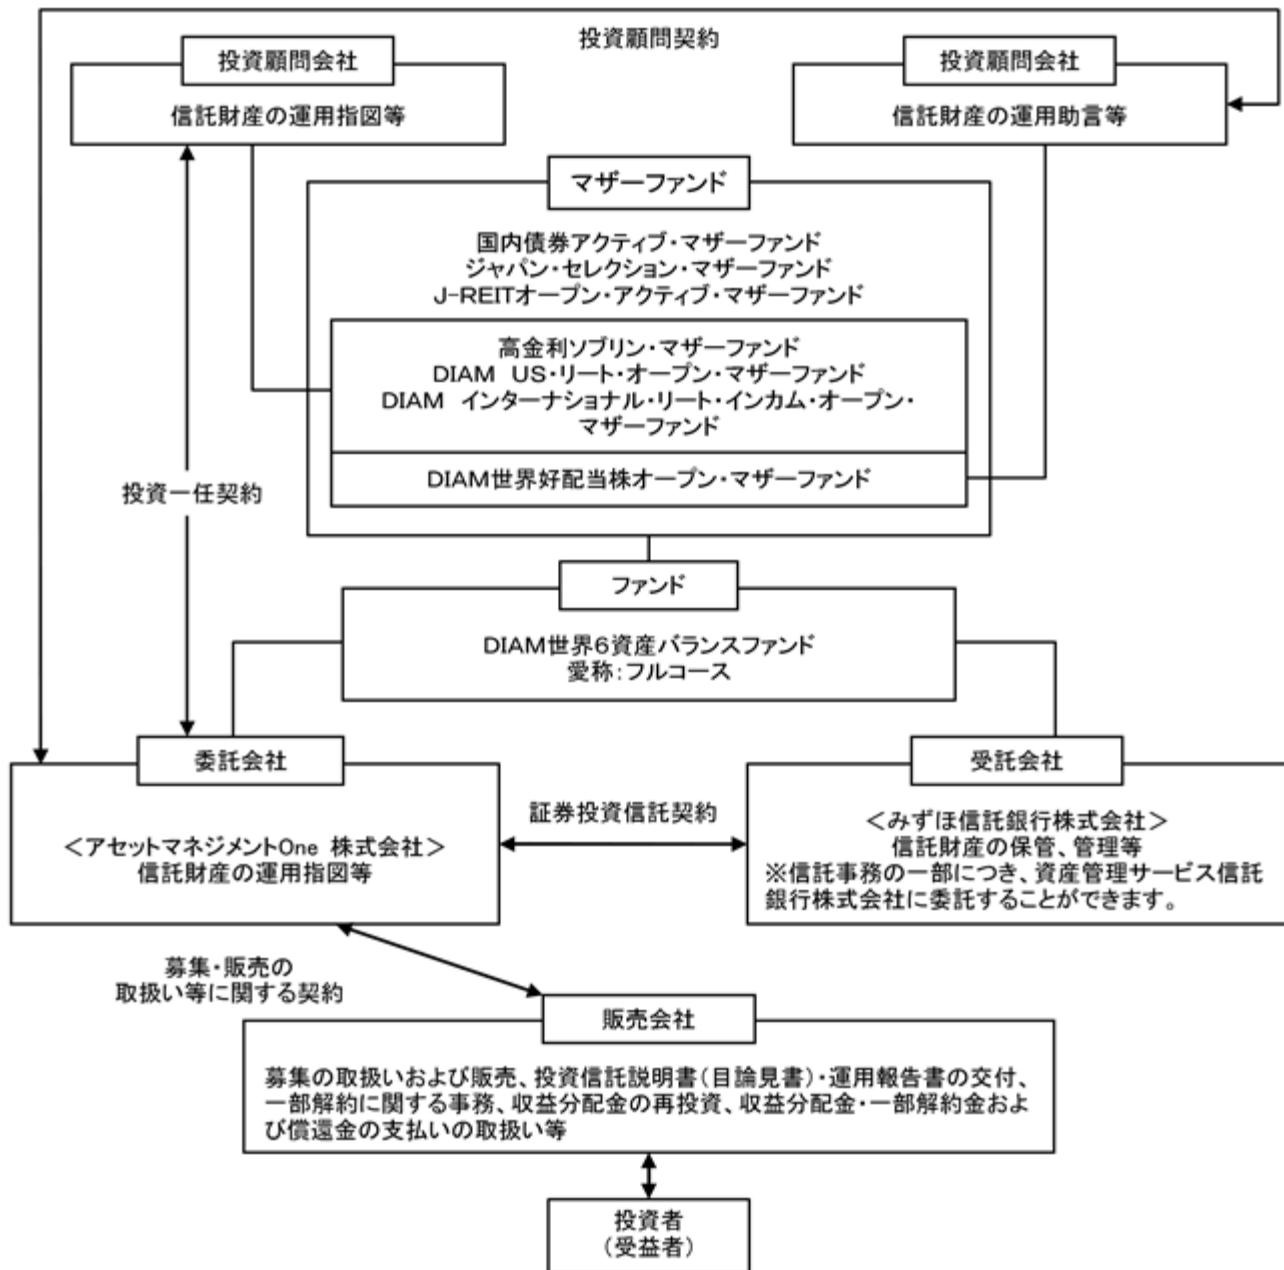 投資顧問契約
投資顧問会社
信託財産の運用指図等
投資顧問会社
信託財産の運用助言等
マザーファンド
国内債券アクティブ・マザーファンド
ジャパン・セレクション・マザーファンド
J-REITオープン・アクティブ・マザーファンド
高金利ソブリン・マザーファンド
DIAM US・リート・オープン・マザーファンド
DIAM インターナショナル・リート・インカム・オープン・
マザーファンド
DIAM世界好配当株オープン・マザーファンド
投資一任契約
ファンド
DIAM世界6資産バランスファンド
愛称：フルコース
委託会社
＜アセットマネジメントOne 株式会社＞
信託財産の運用指図等
証券投資信託契約
受託会社
＜みずほ信託銀行株式会社＞
信託財産の保管、管理等
※信託事務の一部につき、資産管理サービス信託
銀行株式会社に委託することができます。
募集・販売の
取扱い等に関する契約
販売会社
募集の取扱いおよび販売、投資信託説明書（目論見書）・運用報告書の交付、
一部解約に関する事務、収益分配金の再投資、収益分配金・一部解約金およ
び償還金の支払いの取扱い等
投資者
（受益者）